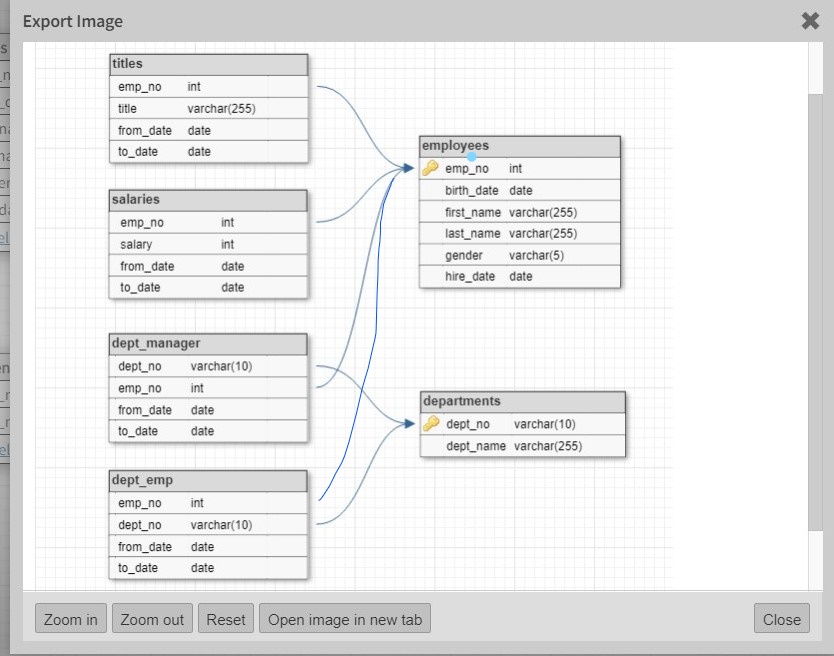 Export Image
titles
emp_no int
title varchar(255)
from_date date
to_date date
salaries
emp_no int
salary int
from_date date
to_date date
dept_manager
dept_no varchar(10)
emp_no int
from_date date
to_date date
dept_emp
emp_no int
dept_no varchar(10)
from_date date
to_date date
employees
emp_no int
birth_date date
first_name varchar(255)
last_name varchar(255)
gender varchar(5)
hire_date date
departments
dept_no varchar(10)
dept_name varchar(255)
Zoom in Zoom out Reset Open image in new tab Close